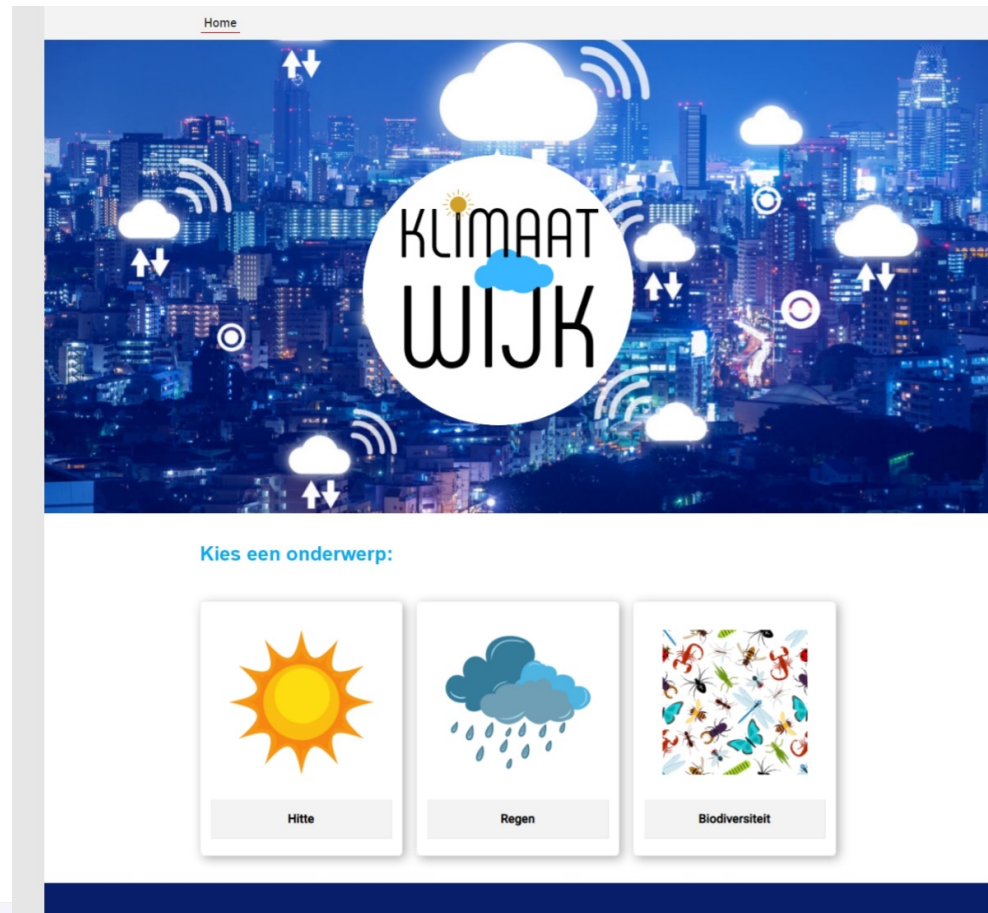 Home
KLIMAAT
WIJK
Kies een onderwerp:
Hitte
Regen
Biodiversiteit